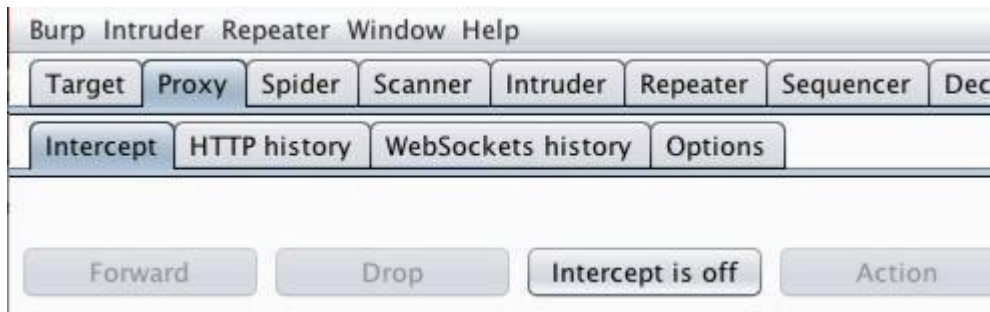 Burp Intruder Repeater Window Help
Target Proxy Spider Scanner Intruder Repeater Sequencer Dec
Intercept HTTP history WebSockets history Options
Forward Drop Intercept is off Action